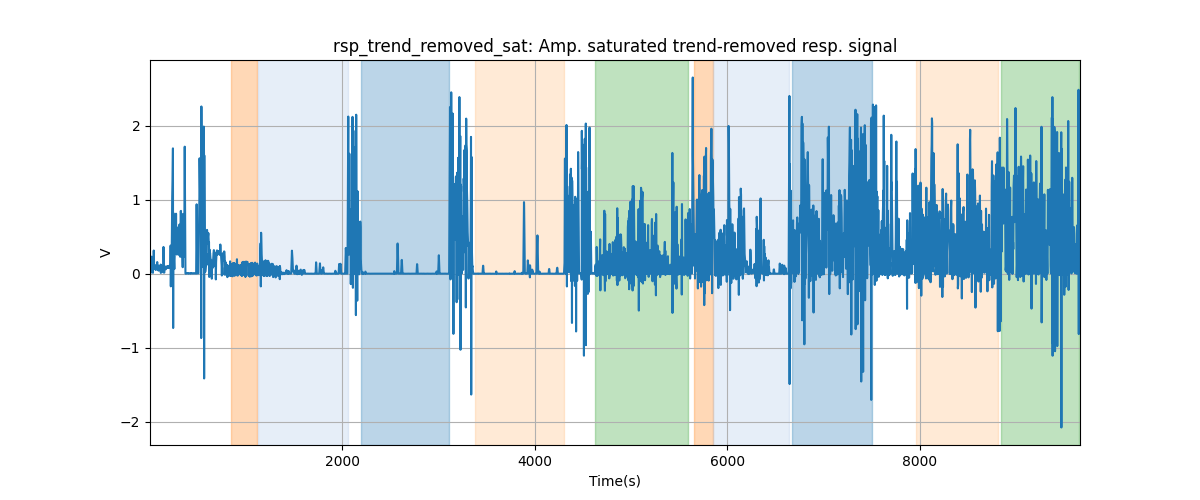 rsp_trend_removed_sat: Amp. saturated trend-removed resp. signal
2
1
0
−1
−2
V
2000 4000 6000 8000
Time(s)